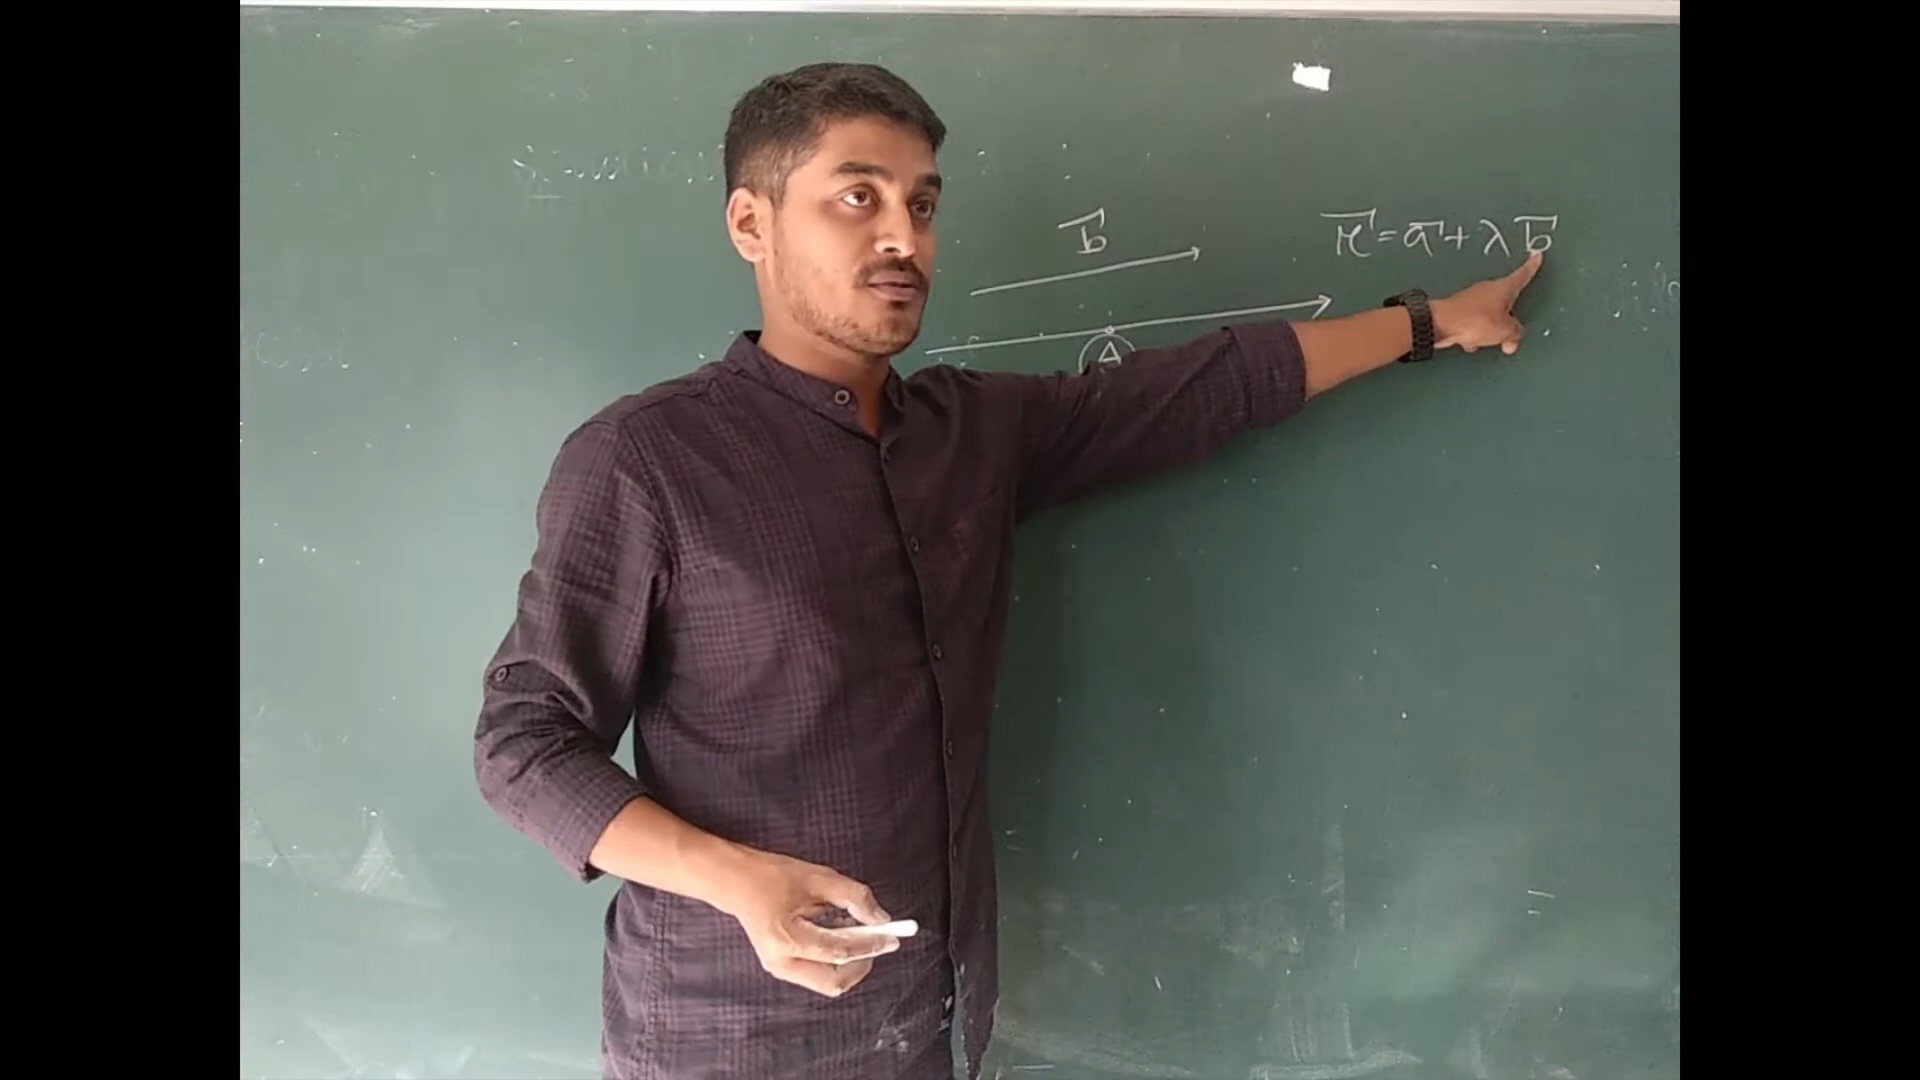 b⃗
r⃗ = a⃗ + λ b⃗
A